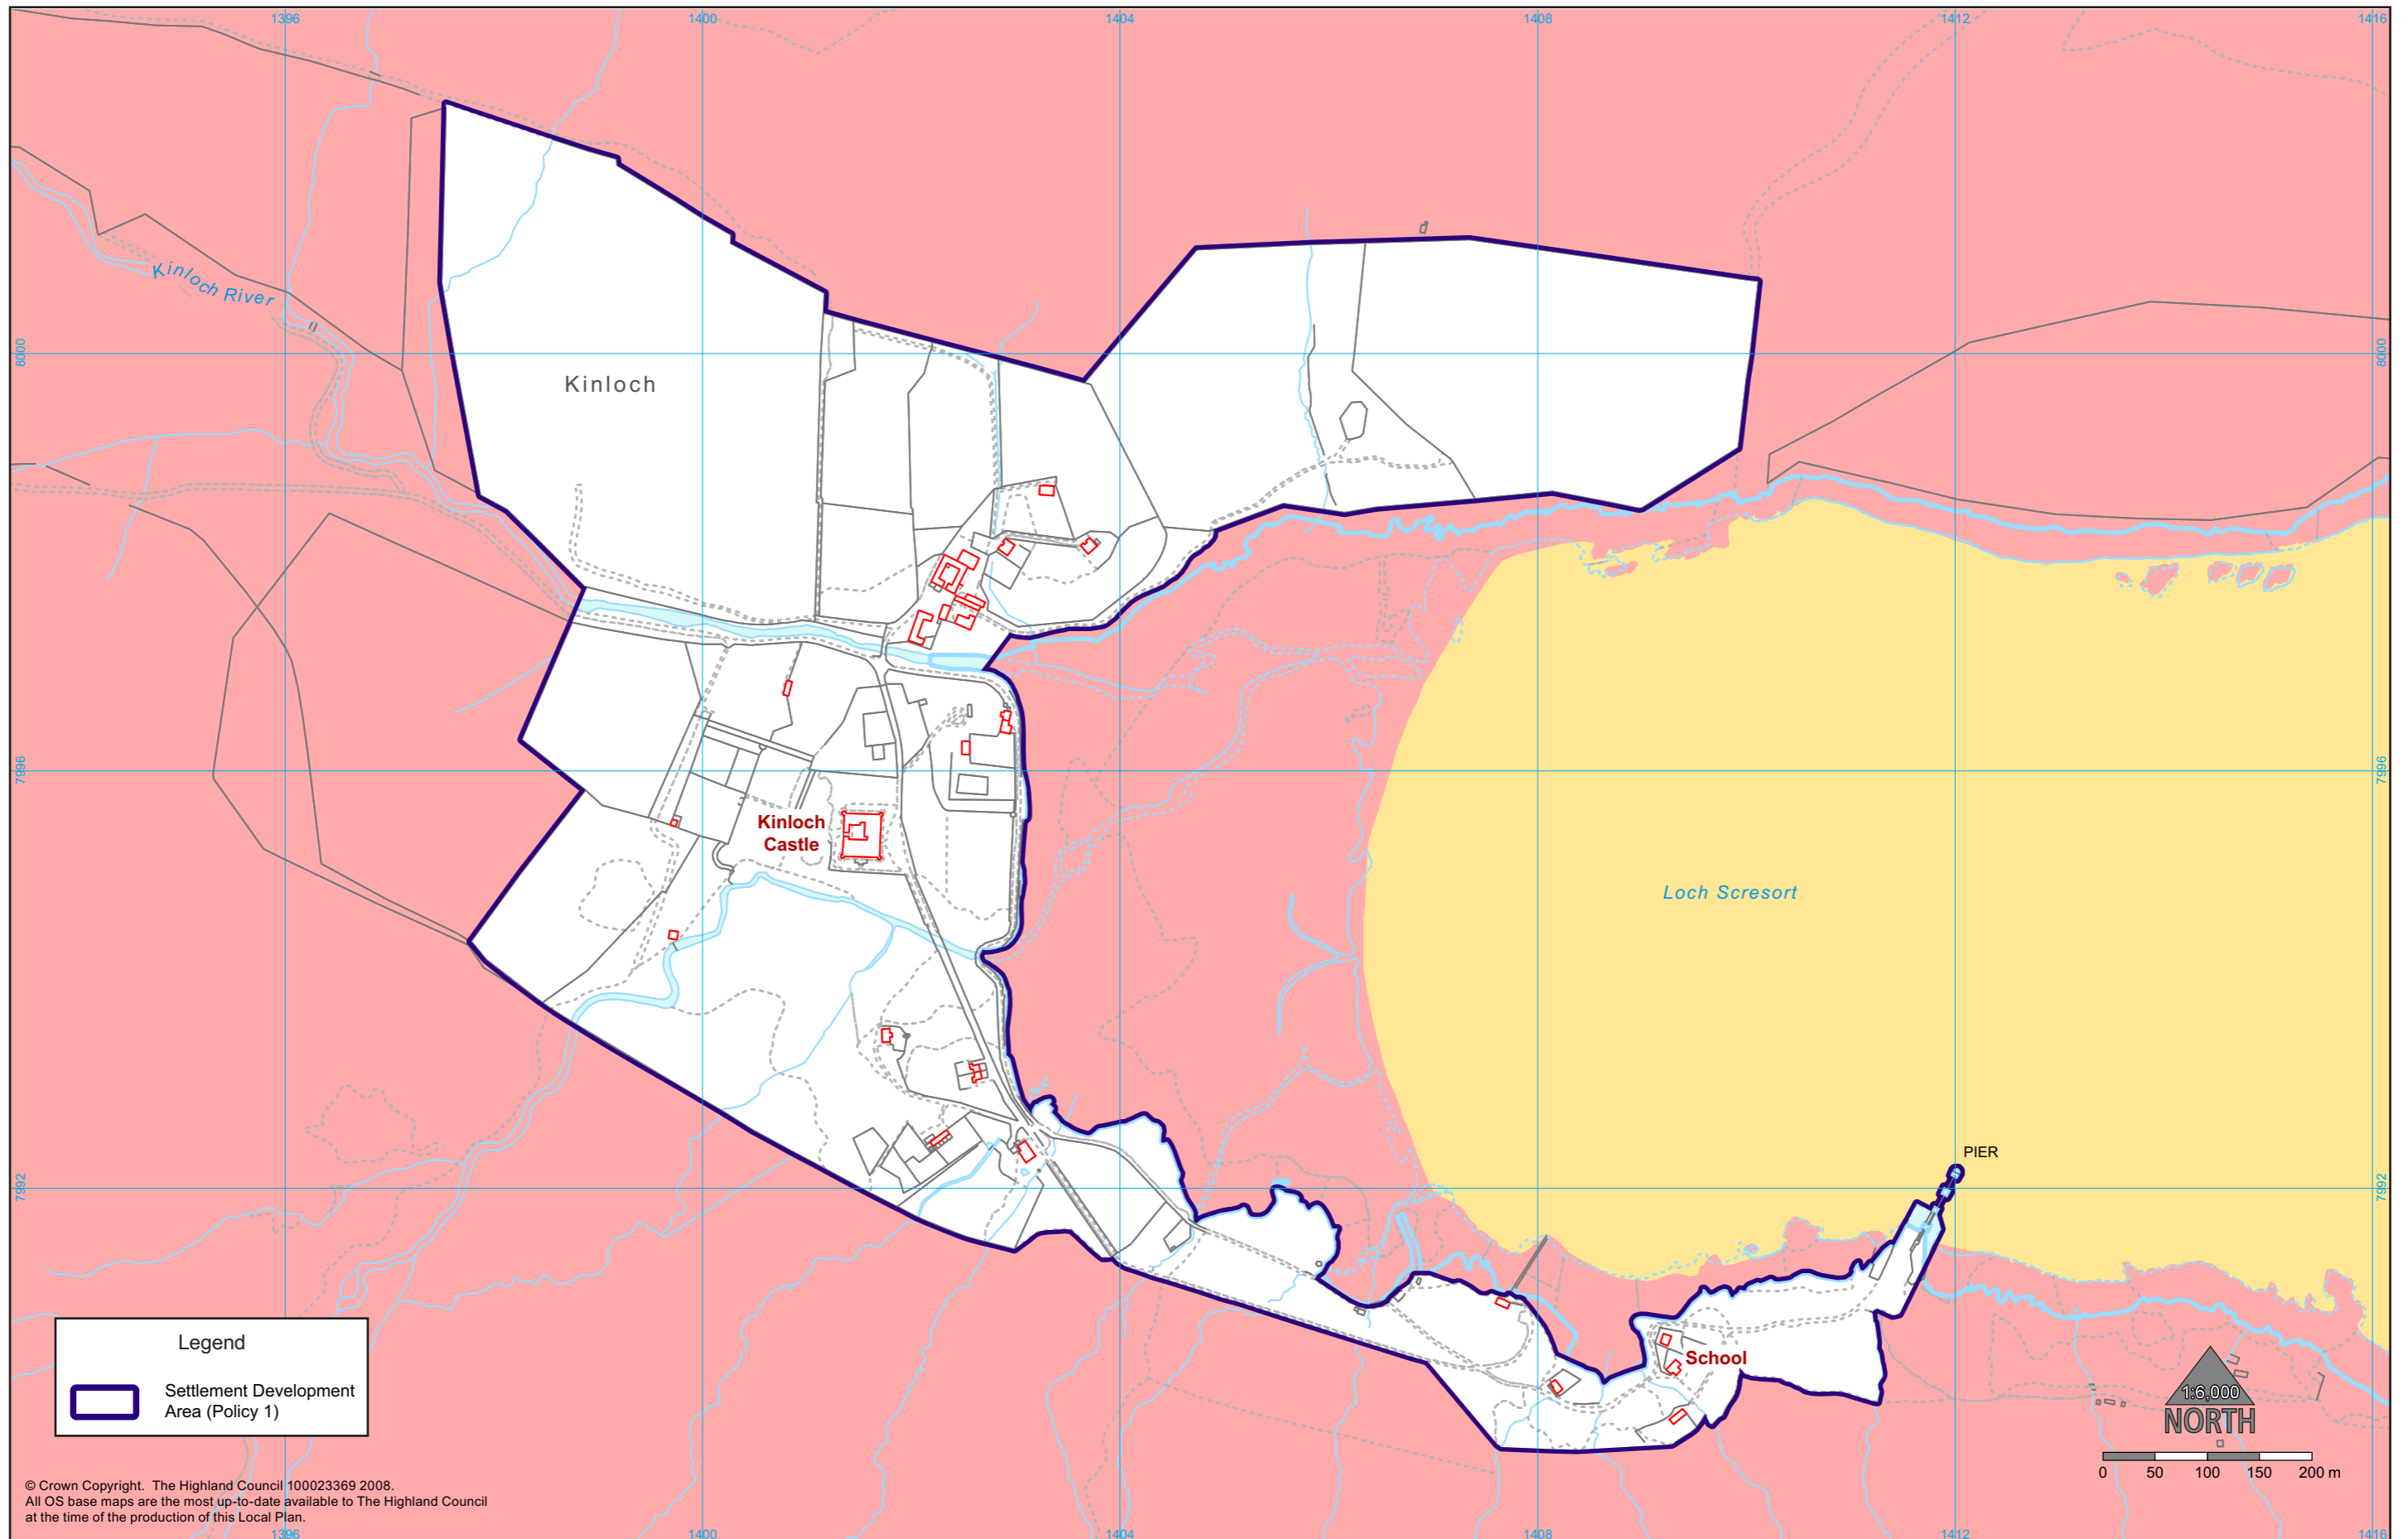 1396
1400
1404
1408
1412
1416
Kinloch River
8000
8000
Kinloch
7996
7996
Kinloch
Castle
Loch Scresort
PIER
7992
7992
School
Legend
Settlement Development
Area (Policy 1)
1:6,000
NORTH
0 50 100 150 200 m
© Crown Copyright. The Highland Council 100023369 2008.
All OS base maps are the most up-to-date available to The Highland Council
at the time of the production of this Local Plan.
1396
1400
1404
1408
1412
1416